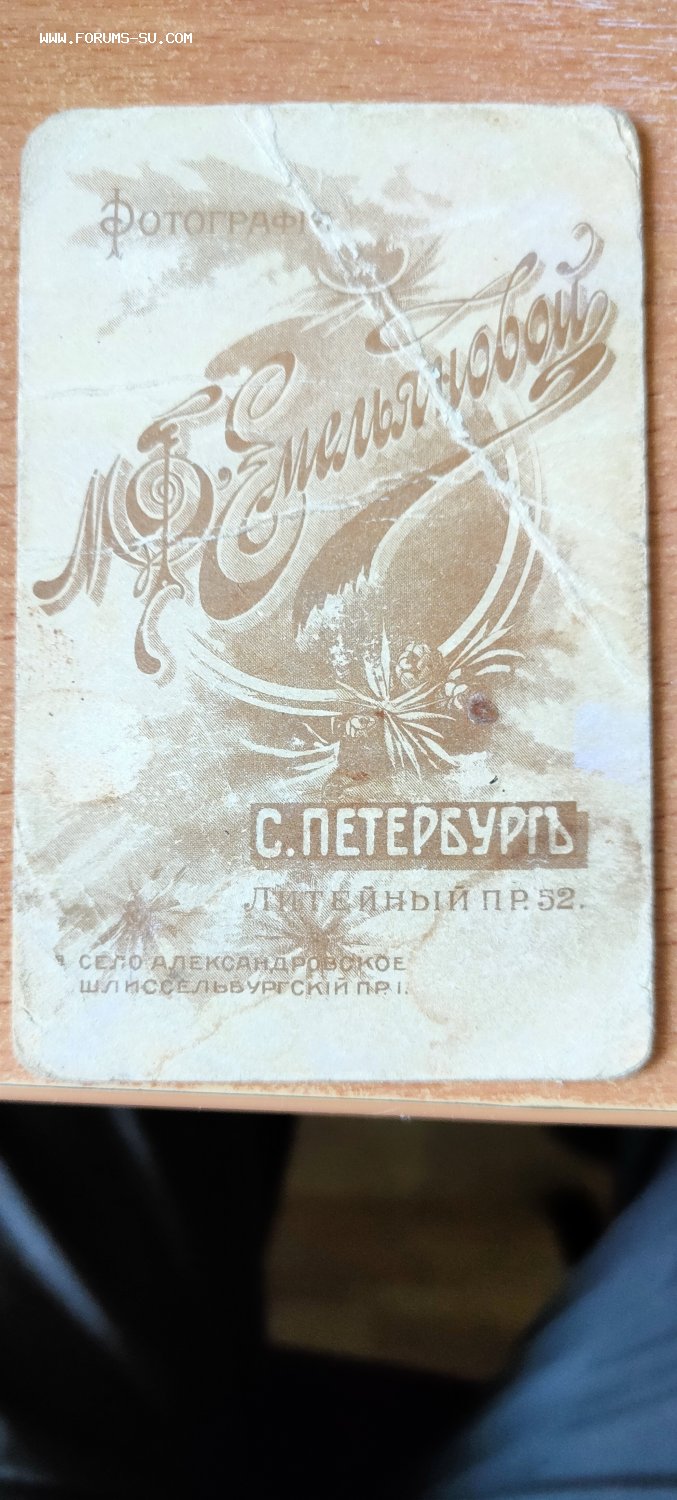 WWW.FORUMS-SU.COM
Фотографія
М.Ф. Емельяновой
С. ПЕТЕРБУРГЪ
Литейный пр. 52.
СЕЛО АЛЕКСАНДРОВСКОЕ
ШЛИССЕЛЬБУРГСКІЙ ПР. 1.